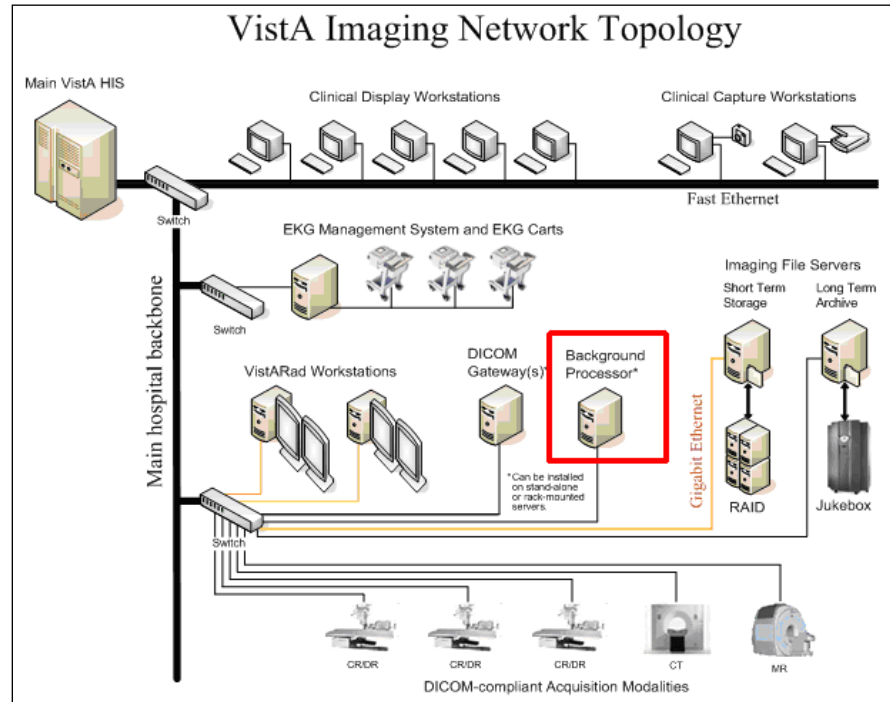 VistA Imaging Network Topology
Main VistA HIS
Clinical Display Workstations
Clinical Capture Workstations
Switch
Fast Ethernet
Main hospital backbone
EKG Management System and EKG Carts
Switch
Imaging File Servers
Short Term
Storage
Long Term
Archive
VistARad Workstations
DICOM
Gateway(s)*
Background
Processor*
Gigabit Ethernet
*Can be installed
on stand-alone
or rack-mounted
servers.
RAID
Jukebox
Switch
CR/DR
CR/DR
CR/DR
CT
MR
DICOM-compliant Acquisition Modalities